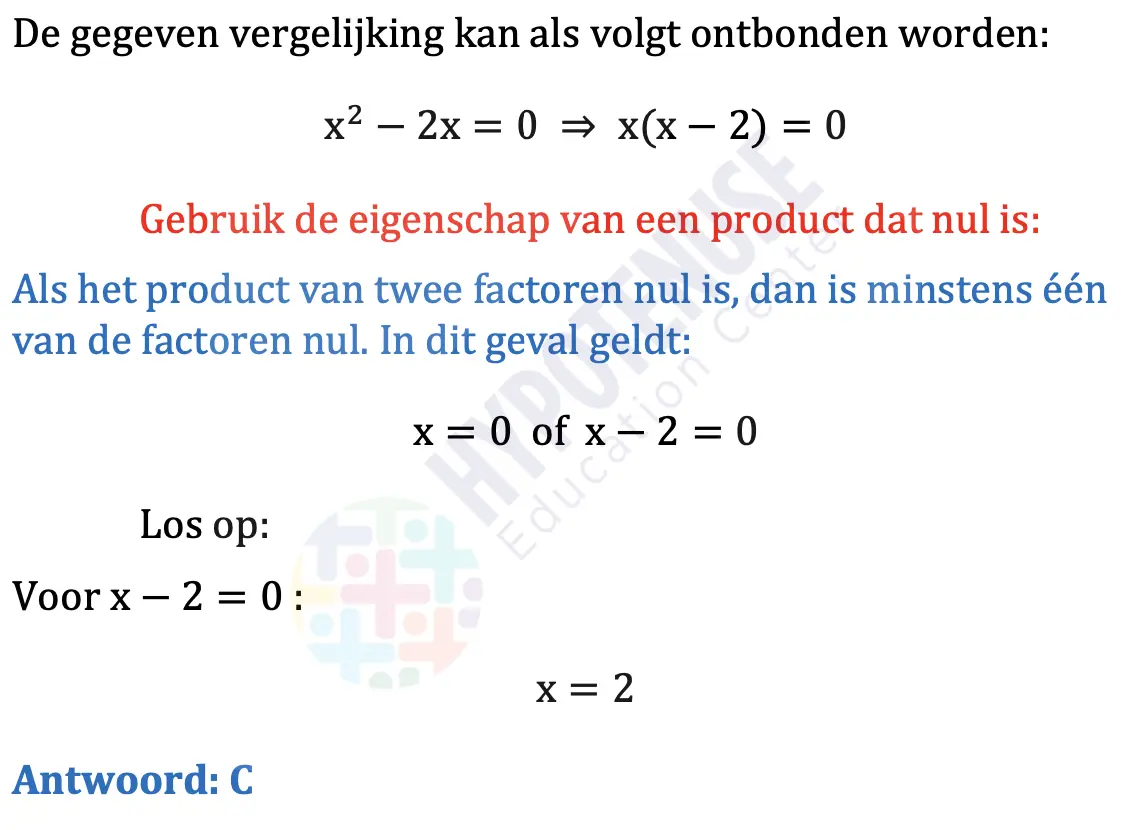 De gegeven vergelijking kan als volgt ontbonden worden:
x² − 2x = 0 ⇒ x(x − 2) = 0
Gebruik de eigenschap van een product dat nul is:
Als het product van twee factoren nul is, dan is minstens één
van de factoren nul. In dit geval geldt:
x = 0 of x − 2 = 0
Los op:
Voor x − 2 = 0 :
x = 2
Antwoord: C
HYPOTENUSE
Education Center